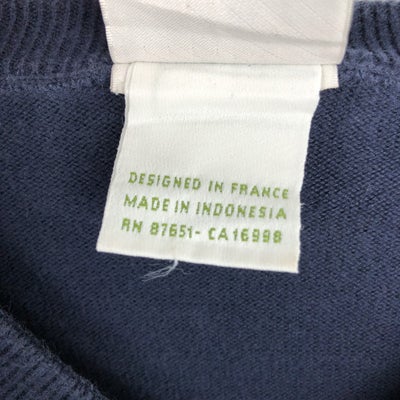 DESIGNED IN FRANCE
MADE IN INDONESIA
RN 87651- CA16998